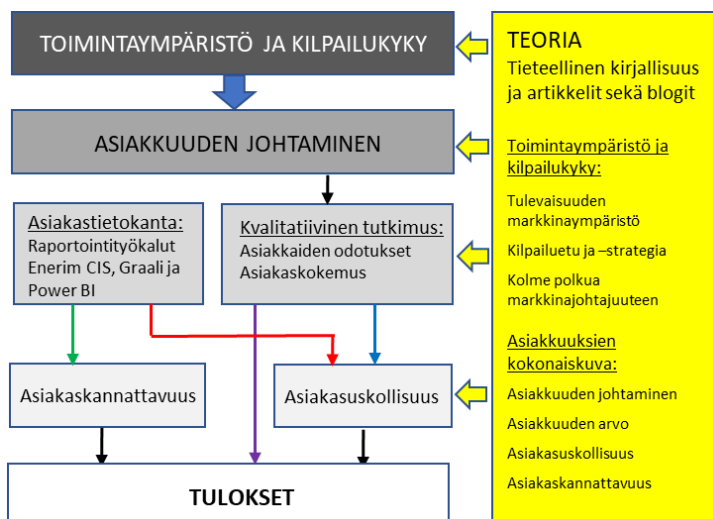 TOIMINTAYMPÄRISTÖ JA KILPAILUKYKY
ASIAKKUUDEN JOHTAMINEN
Asiakastietokanta:
Raportointityökalut
Enerim CIS, Graali ja
Power BI
Kvalitatiivinen tutkimus:
Asiakkaiden odotukset
Asiakaskokemus
Asiakaskannattavuus
Asiakasuskollisuus
TULOKSET
TEORIA
Tieteellinen kirjallisuus
ja artikkelit sekä blogit
Toimintaympäristö ja
kilpailukyky:
Tulevaisuuden
markkinaympäristö
Kilpailuetu ja –strategia
Kolme polkua
markkinajohtajuuteen
Asiakkuuksien
kokonaiskuva:
Asiakkuuden johtaminen
Asiakkuuden arvo
Asiakasuskollisuus
Asiakaskannattavuus